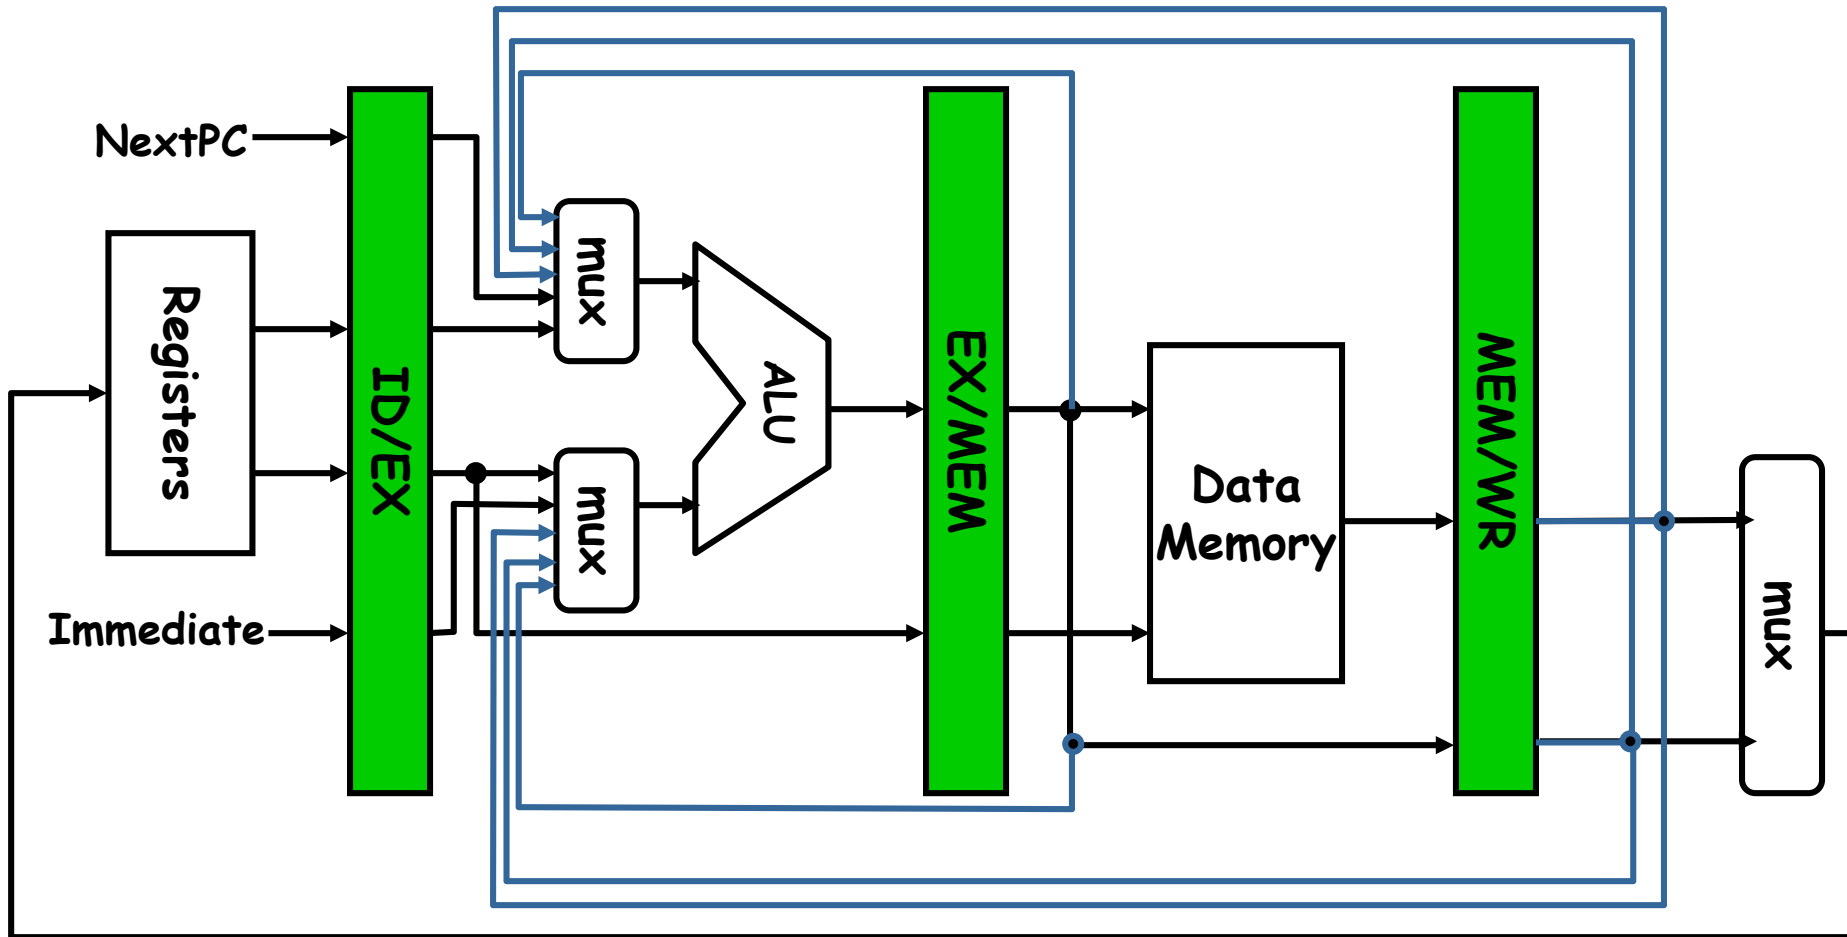 NextPC
Registers
Immediate
ID/EX
mux
mux
ALU
EX/MEM
Data
Memory
MEM/WR
mux